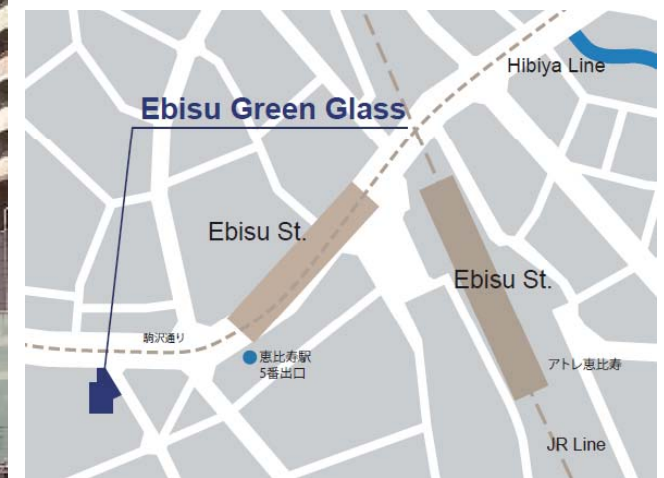 Hibiya Line
Ebisu Green Glass
Ebisu St.
Ebisu St.
駒沢通り
恵比寿駅
5番出口
アトレ恵比寿
JR Line